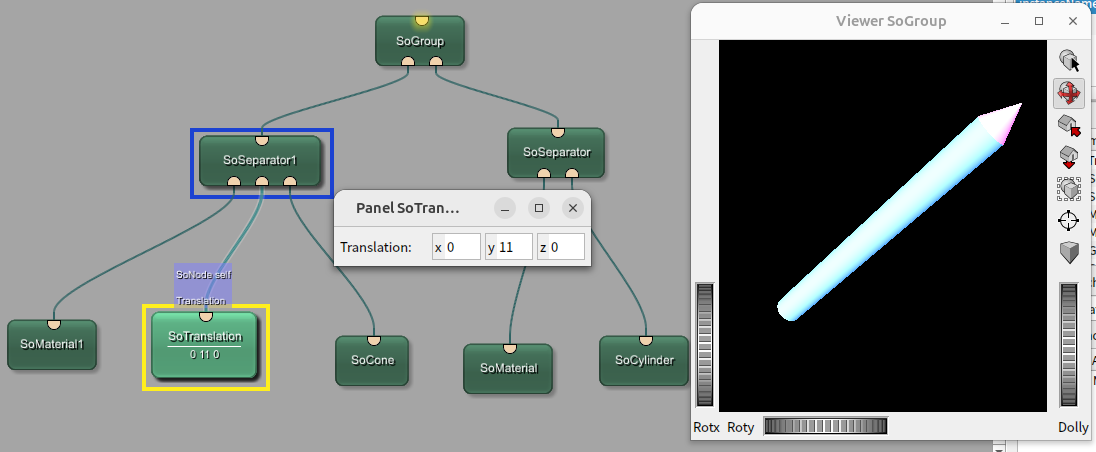 Viewer SoGroup
SoGroup
SoSeparator1
SoSeparator
Panel SoTran...
Translation: x 0 y 11 z 0
SoNode self
Translation
SoMaterial1
SoTranslation
0 11 0
SoCone
SoMaterial
SoCylinder
Rotx Roty Dolly